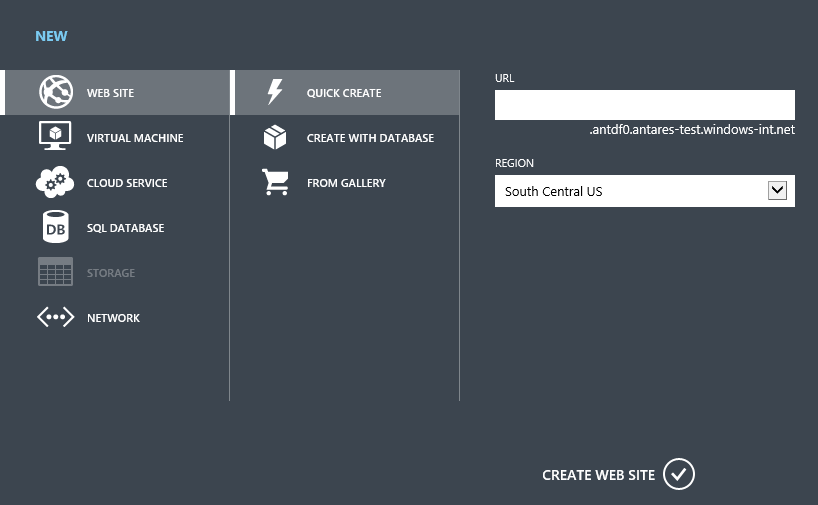 NEW
WEB SITE
VIRTUAL MACHINE
CLOUD SERVICE
DB
SQL DATABASE
STORAGE
NETWORK
QUICK CREATE
CREATE WITH DATABASE
FROM GALLERY
URL
.antdf0.antares-test.windows-int.net
REGION
South Central US
CREATE WEB SITE